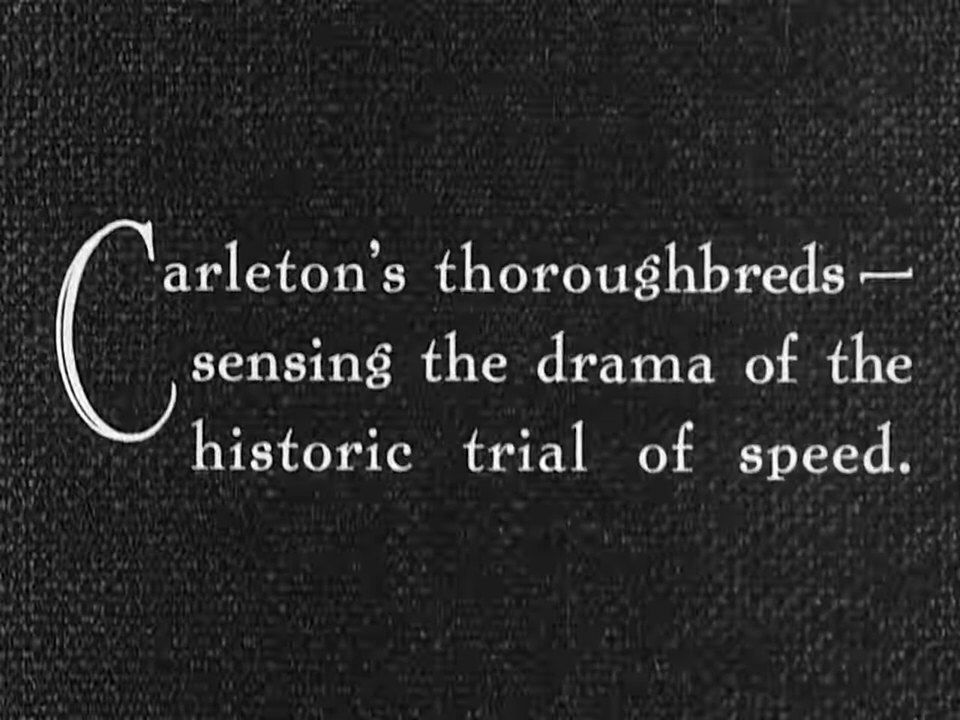 Carleton’s thoroughbreds —
sensing the drama of the
historic trial of speed.